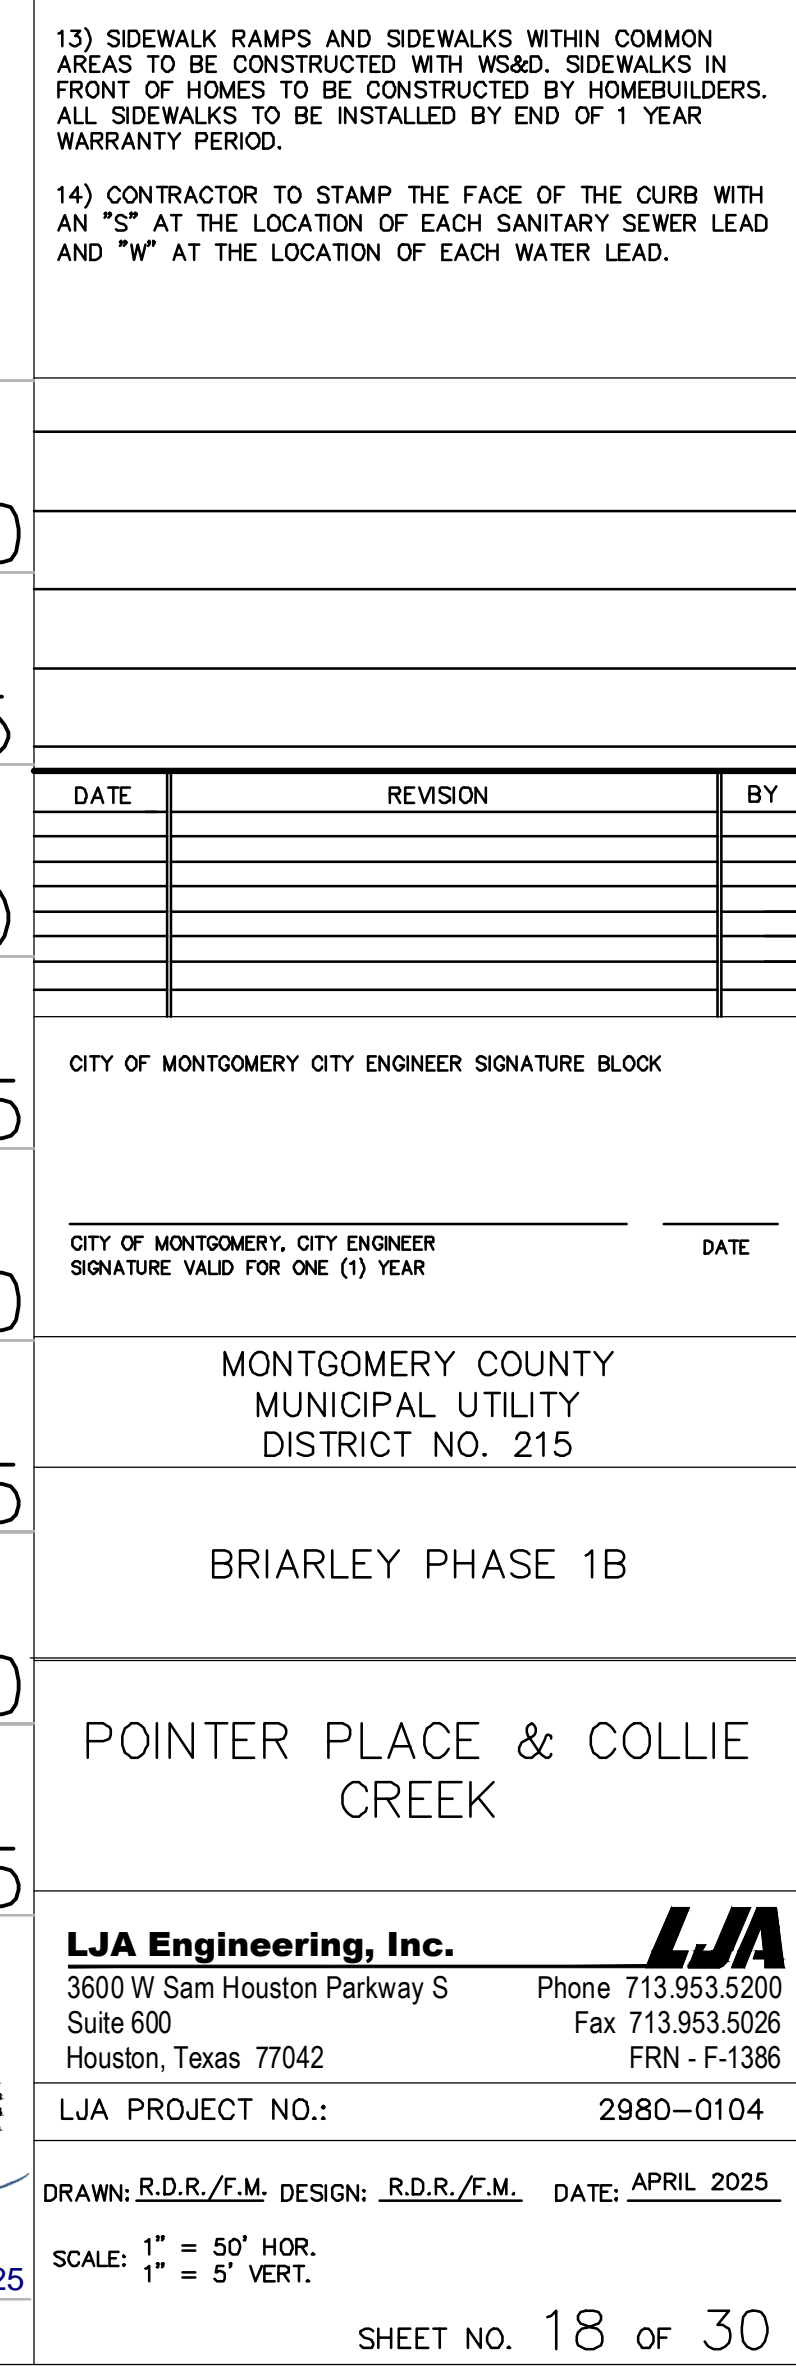 13) SIDEWALK RAMPS AND SIDEWALKS WITHIN COMMON
AREAS TO BE CONSTRUCTED WITH WS&D. SIDEWALKS IN
FRONT OF HOMES TO BE CONSTRUCTED BY HOMEBUILDERS.
ALL SIDEWALKS TO BE INSTALLED BY END OF 1 YEAR
WARRANTY PERIOD.
14) CONTRACTOR TO STAMP THE FACE OF THE CURB WITH
AN "S" AT THE LOCATION OF EACH SANITARY SEWER LEAD
AND "W" AT THE LOCATION OF EACH WATER LEAD.
DATE REVISION BY
CITY OF MONTGOMERY CITY ENGINEER SIGNATURE BLOCK
CITY OF MONTGOMERY, CITY ENGINEER
SIGNATURE VALID FOR ONE (1) YEAR
DATE
MONTGOMERY COUNTY
MUNICIPAL UTILITY
DISTRICT NO. 215
BRIARLEY PHASE 1B
POINTER PLACE & COLLIE
CREEK
LJA Engineering, Inc. LJA
3600 W Sam Houston Parkway S Phone 713.953.5200
Suite 600 Fax 713.953.5026
Houston, Texas 77042 FRN - F-1386
LJA PROJECT NO.: 2980-0104
DRAWN: R.D.R./F.M. DESIGN: R.D.R./F.M. DATE: APRIL 2025
SCALE: 1" = 50' HOR.
1" = 5' VERT.
25
SHEET NO. 18 OF 30